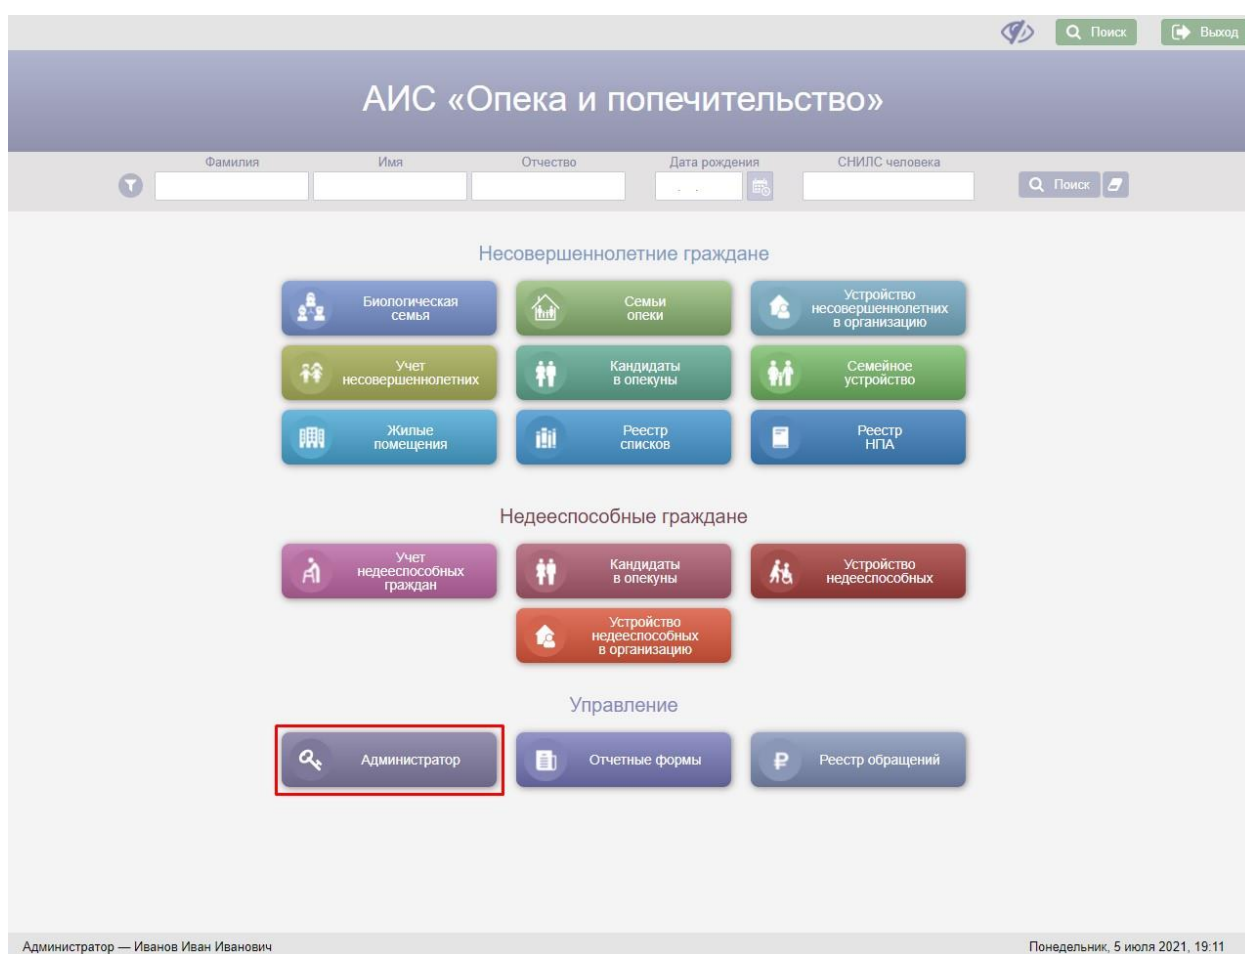 Поиск
Выход
АИС «Опека и попечительство»
Фамилия
Имя
Отчество
Дата рождения
СНИЛС человека
Поиск
Несовершеннолетние граждане
Биологическая
семья
Семьи
опеки
Устройство
несовершеннолетних
в организацию
Учет
несовершеннолетних
Кандидаты
в опекуны
Семейное
устройство
Жилые
помещения
Реестр
списков
Реестр
НПА
Недееспособные граждане
Учет
недееспособных
граждан
Кандидаты
в опекуны
Устройство
недееспособных
Устройство
недееспособных
в организацию
Управление
Администратор
Отчетные формы
₽
Реестр обращений
Администратор — Иванов Иван Иванович
Понедельник, 5 июля 2021, 19:11